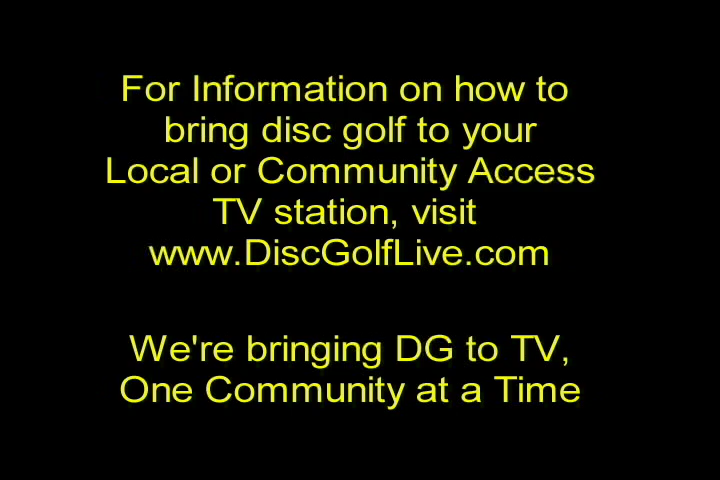 For Information on how to
bring disc golf to your
Local or Community Access
TV station, visit
www.DiscGolfLive.com
We're bringing DG to TV,
One Community at a Time